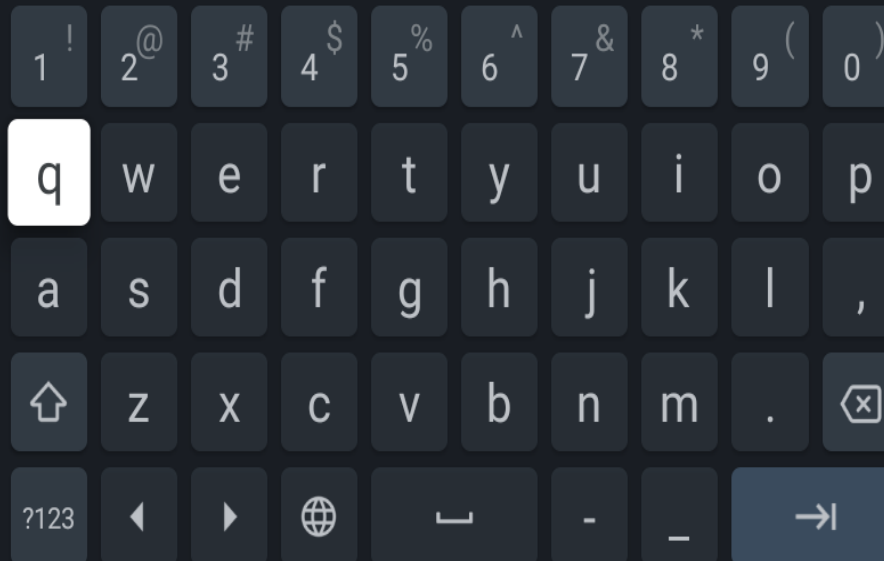 ! @ # $ % ^ & * ( )
1 2 3 4 5 6 7 8 9 0
q w e r t y u i o p
a s d f g h j k l ,
z x c v b n m .
?123 - _